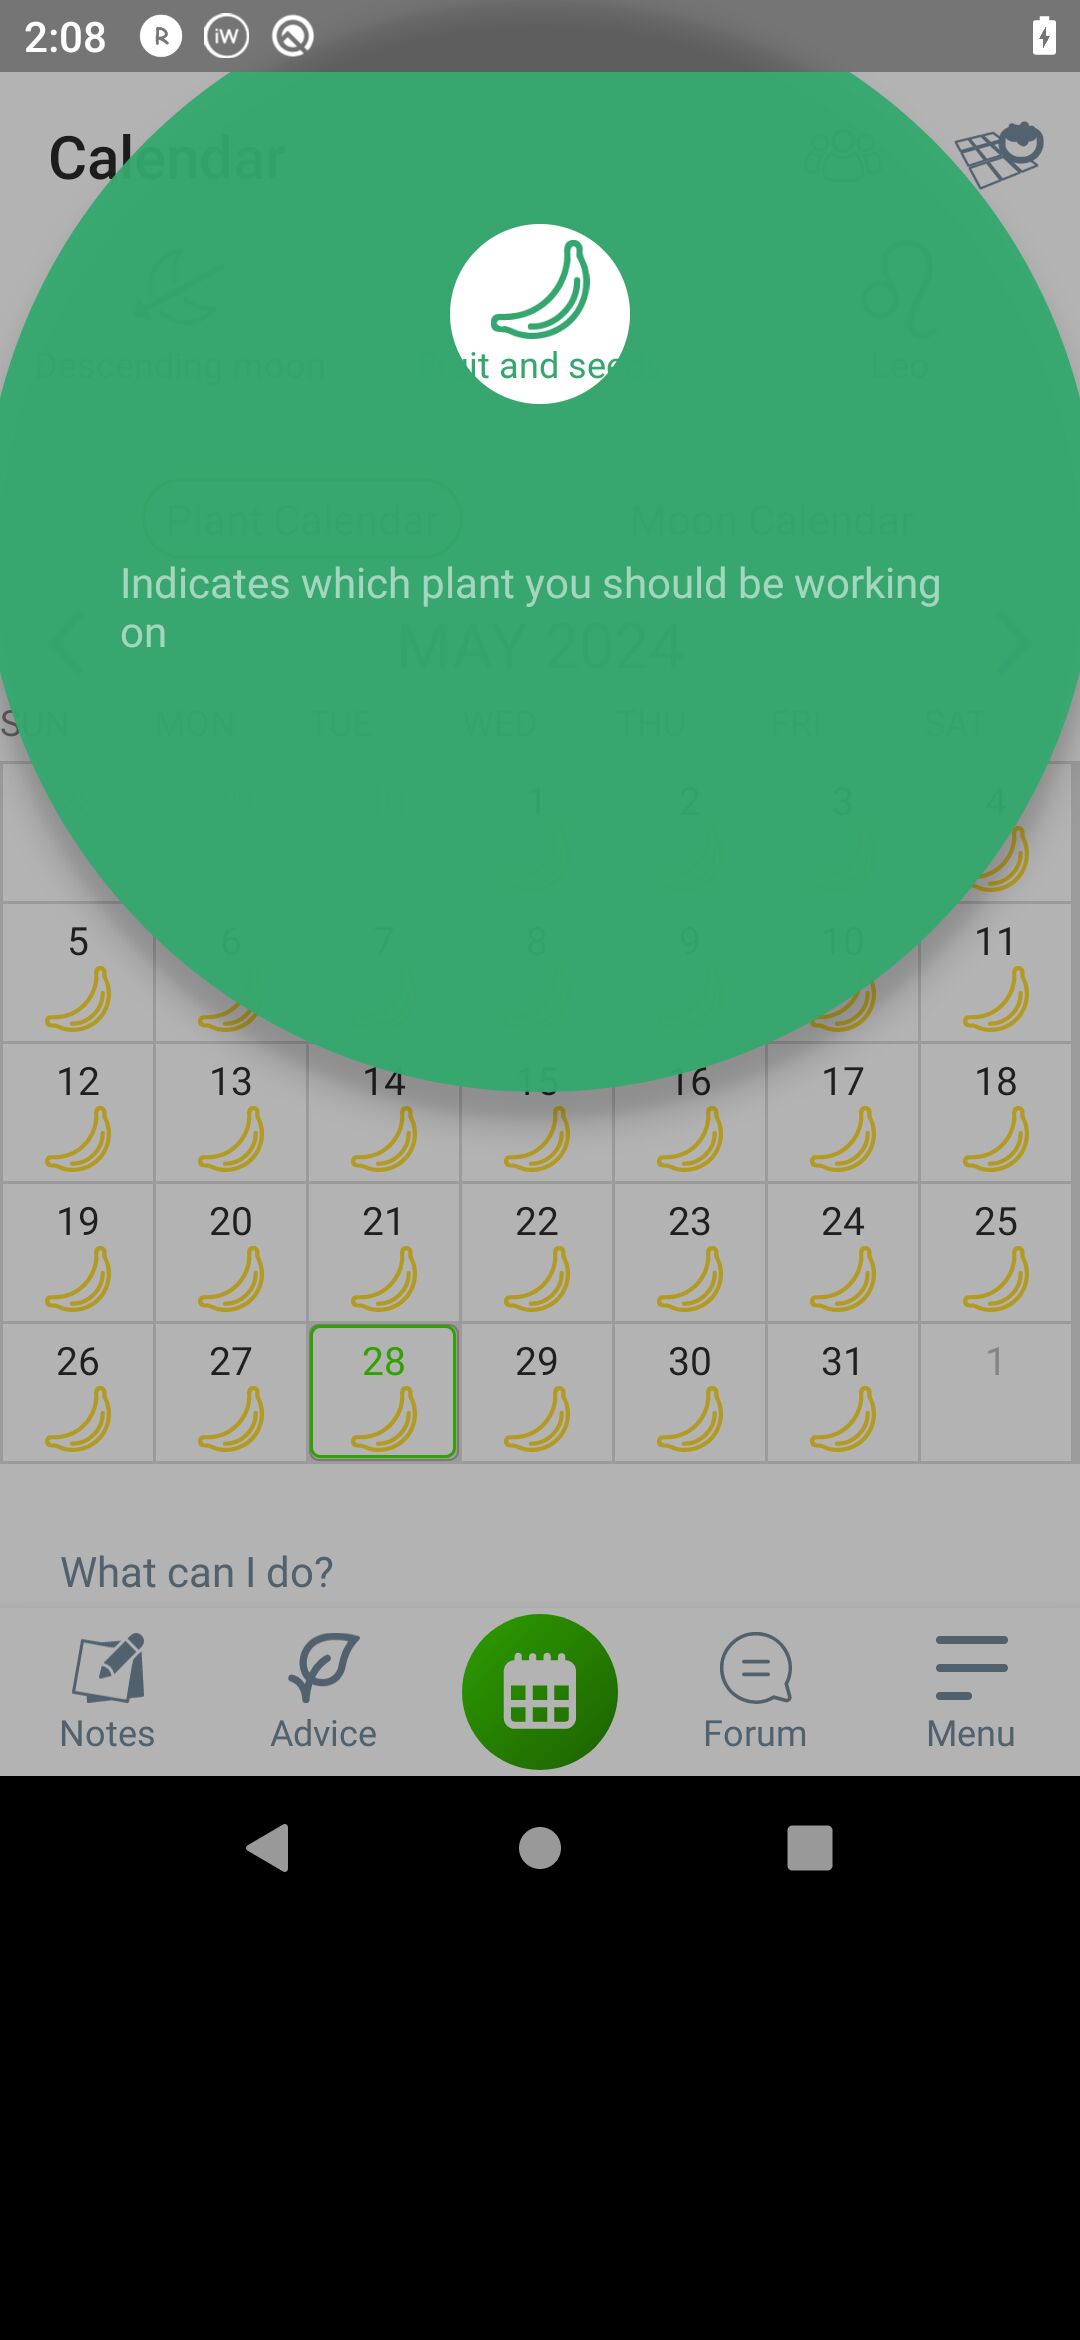 2:08
Calendar
Descending moon
Fruit and seeds
Leo
Plant Calendar
Moon Calendar
Indicates which plant you should be working
on
MAY 2024
SUN MON TUE WED THU FRI SAT
1 2 3 4
5 6 7 8 9 10 11
12 13 14 15 16 17 18
19 20 21 22 23 24 25
26 27 28 29 30 31 1
What can I do?
Notes Advice Forum Menu